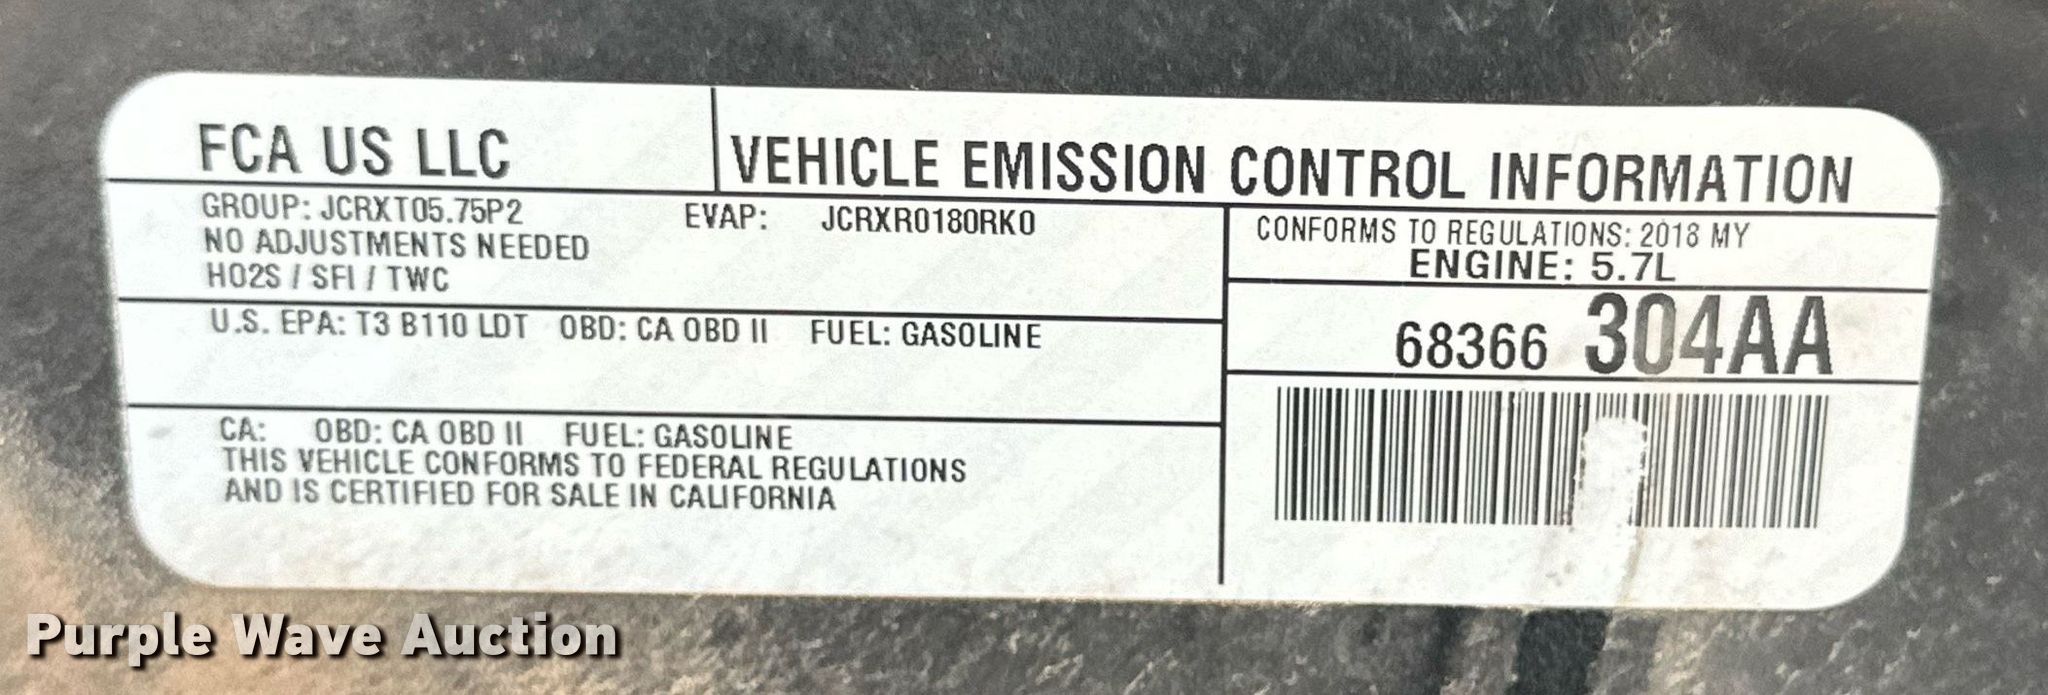 FCA US LLC
VEHICLE EMISSION CONTROL INFORMATION
GROUP: JCRXT05.75P2 EVAP: JCRXR0180RK0
NO ADJUSTMENTS NEEDED
HO2S / SFI / TWC
CONFORMS TO REGULATIONS: 2018 MY
ENGINE: 5.7L
U.S. EPA: T3 B110 LDT OBD: CA OBD II FUEL: GASOLINE
68366 304AA
CA: OBD: CA OBD II FUEL: GASOLINE
THIS VEHICLE CONFORMS TO FEDERAL REGULATIONS
AND IS CERTIFIED FOR SALE IN CALIFORNIA
Purple Wave Auction